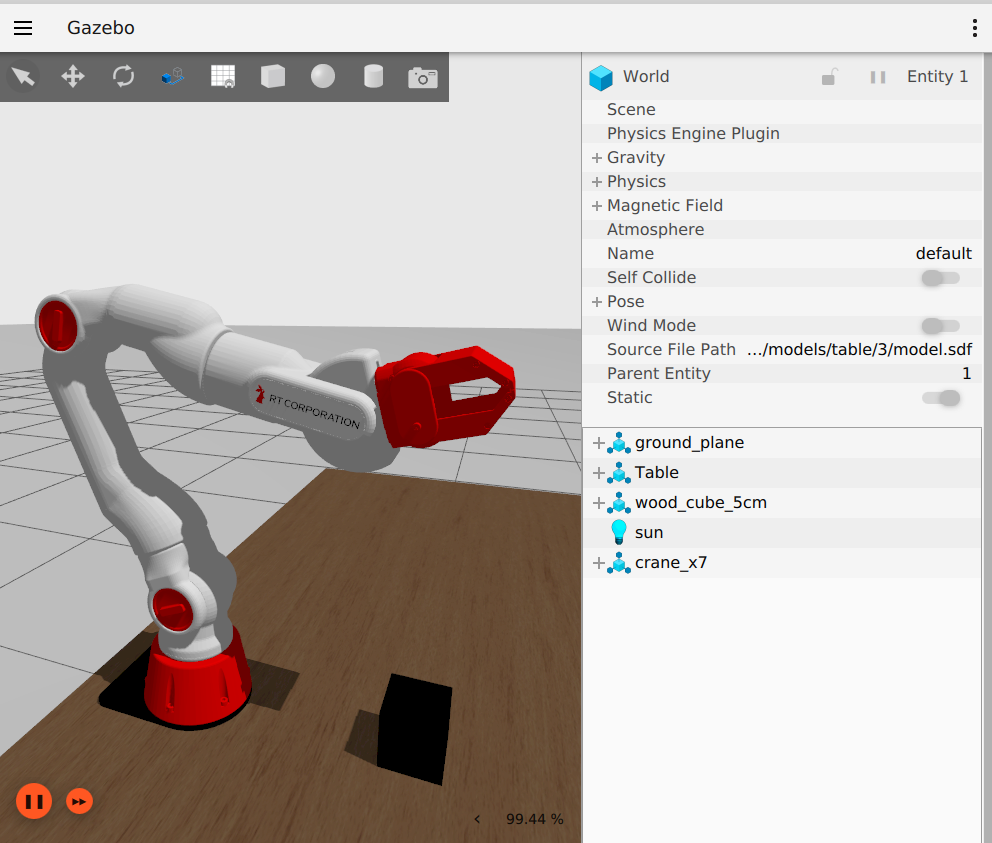 Gazebo
World
Entity 1
Scene
Physics Engine Plugin
Gravity
Physics
Magnetic Field
Atmosphere
Name default
Self Collide
Pose
Wind Mode
Source File Path .../models/table/3/model.sdf
Parent Entity 1
Static
RT CORPORATION
ground_plane
Table
wood_cube_5cm
sun
crane_x7
99.44 %